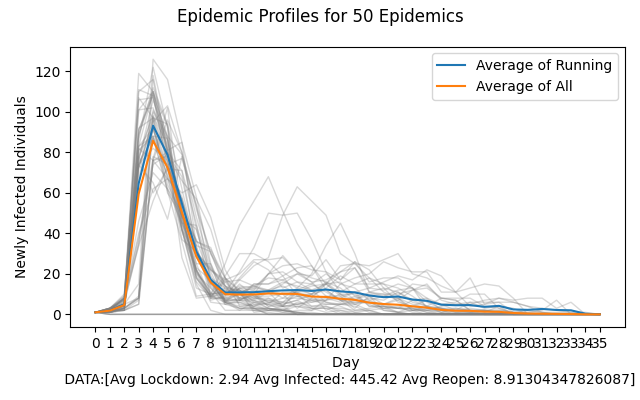 Epidemic Profiles for 50 Epidemics
Average of Running
Average of All
Newly Infected Individuals
120
100
80
60
40
20
0
0 1 2 3 4 5 6 7 8 9 10 11 12 13 14 15 16 17 18 19 20 21 22 23 24 25 26 27 28 29 30 31 32 33 34 35
Day
DATA:[Avg Lockdown: 2.94 Avg Infected: 445.42 Avg Reopen: 8.91304347826087]